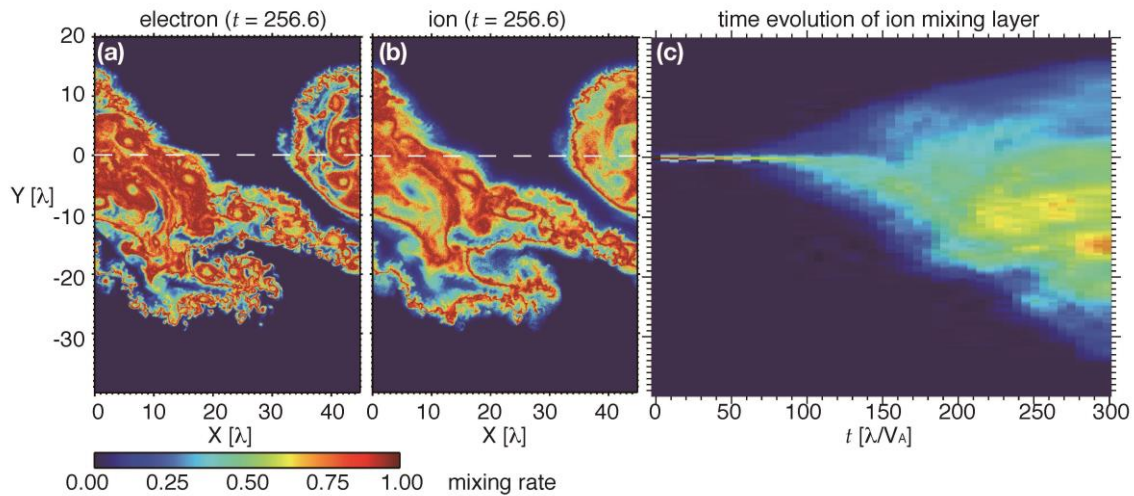 electron (t = 256.6)
ion (t = 256.6)
time evolution of ion mixing layer
(a)
(b)
(c)
20
10
0
-10
-20
-30
Y [λ]
0 10 20 30 40
0 10 20 30 40
0 50 100 150 200 250 300
X [λ]
X [λ]
t [λ/VA]
0.00 0.25 0.50 0.75 1.00 mixing rate